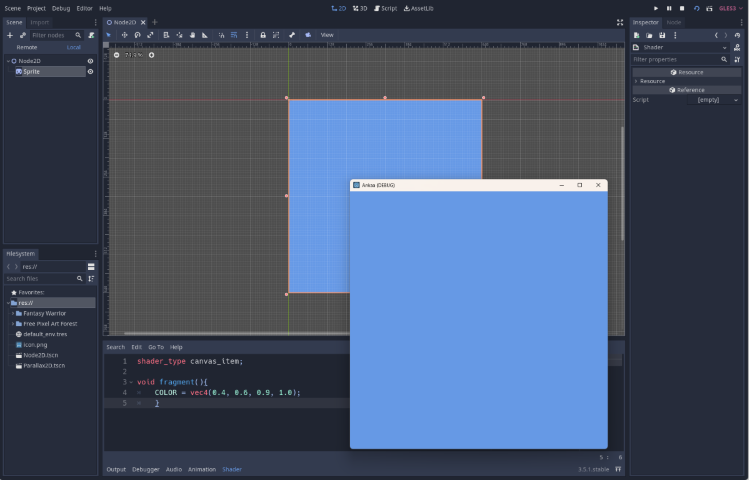 Scene Project Debug Editor Help
2D 3D Script AssetLib
GLES3
Scene Import
Filter nodes
Remote Local
Node2D
Sprite
Node2D
View
Inspector Node
Shader
Filter properties
Resource
Resource
Reference
Script [empty]
Ankaa (DEBUG)
FileSystem
res://
Search files
Favorites:
res://
Fantasy Warrior
Free Pixel Art Forest
default_env.tres
icon.png
Node2D.tscn
Parallax2D.tscn
Search Edit Go To Help
1 shader_type canvas_item;
2
3 void fragment(){
4 COLOR = vec4(0.4, 0.6, 0.9, 1.0);
5 }
5 : 6
Output Debugger Audio Animation Shader
3.5.1.stable